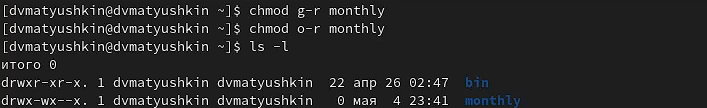 [dvmatyushkin@dvmatyushkin ~]$ chmod g-r monthly
[dvmatyushkin@dvmatyushkin ~]$ chmod o-r monthly
[dvmatyushkin@dvmatyushkin ~]$ ls -l
итого 0
drwxr-xr-x. 1 dvmatyushkin dvmatyushkin  22 апр 26 02:47  bin
drwx-wx--x. 1 dvmatyushkin dvmatyushkin   0 мая  4 23:41  monthly